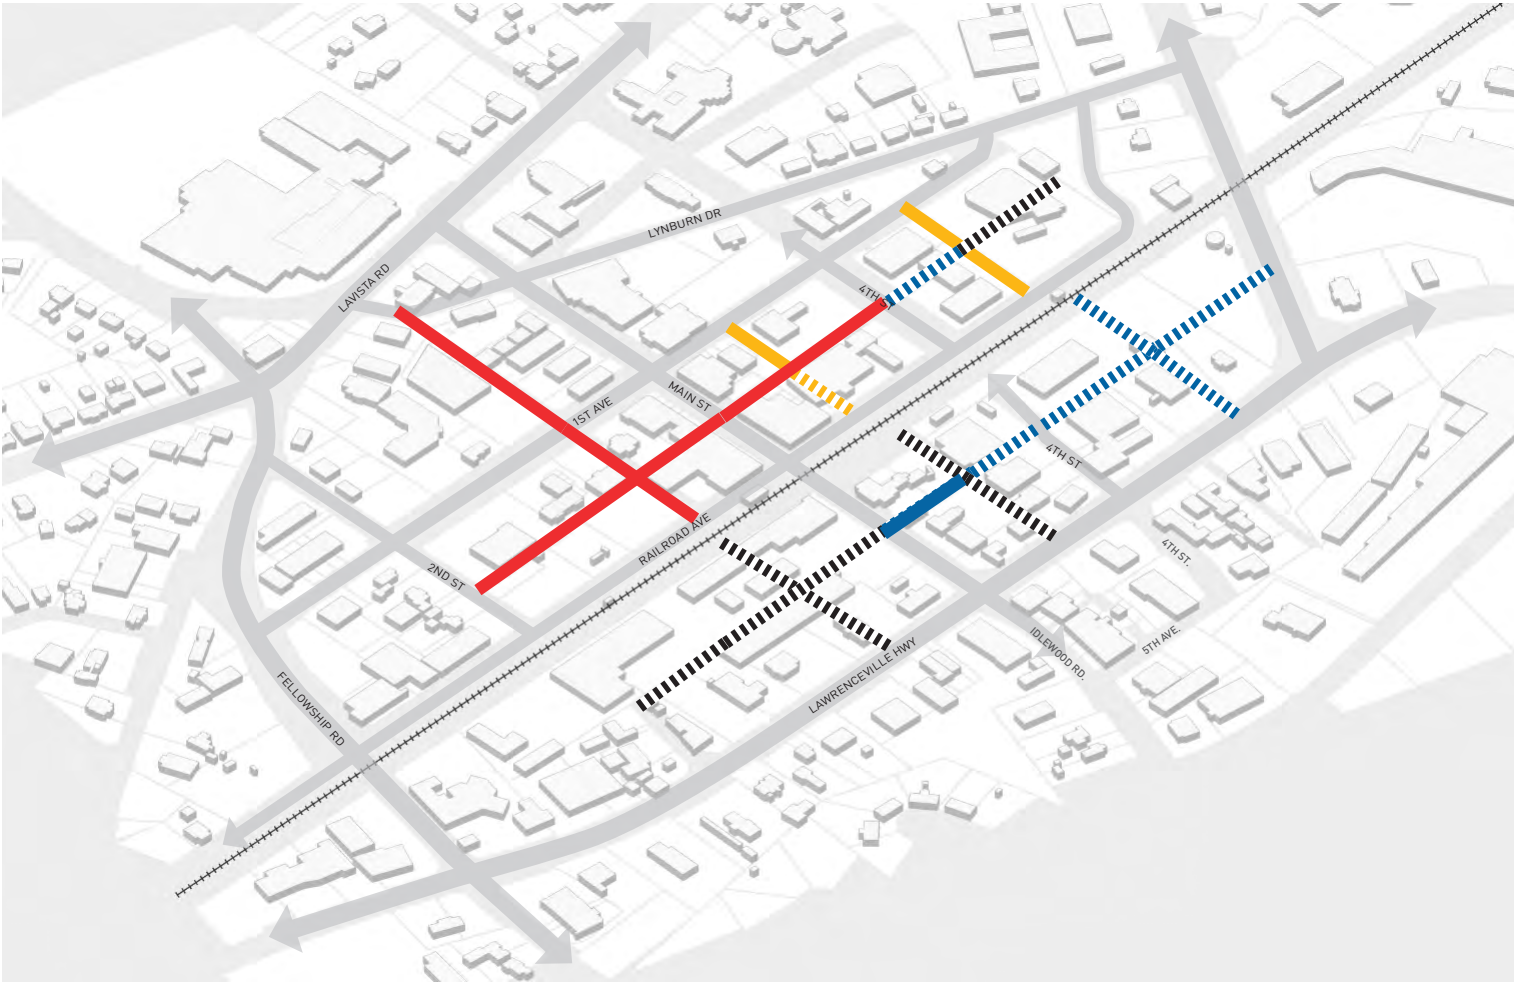 LYNBURN DR
LAVISTA RD
4TH ST
MAIN ST
1ST AVE
4TH ST
RAILROAD AVE
2ND ST
4TH ST.
IDLEWOOD RD.
5TH AVE.
LAWRENCEVILLE HWY
FELLOWSHIP RD